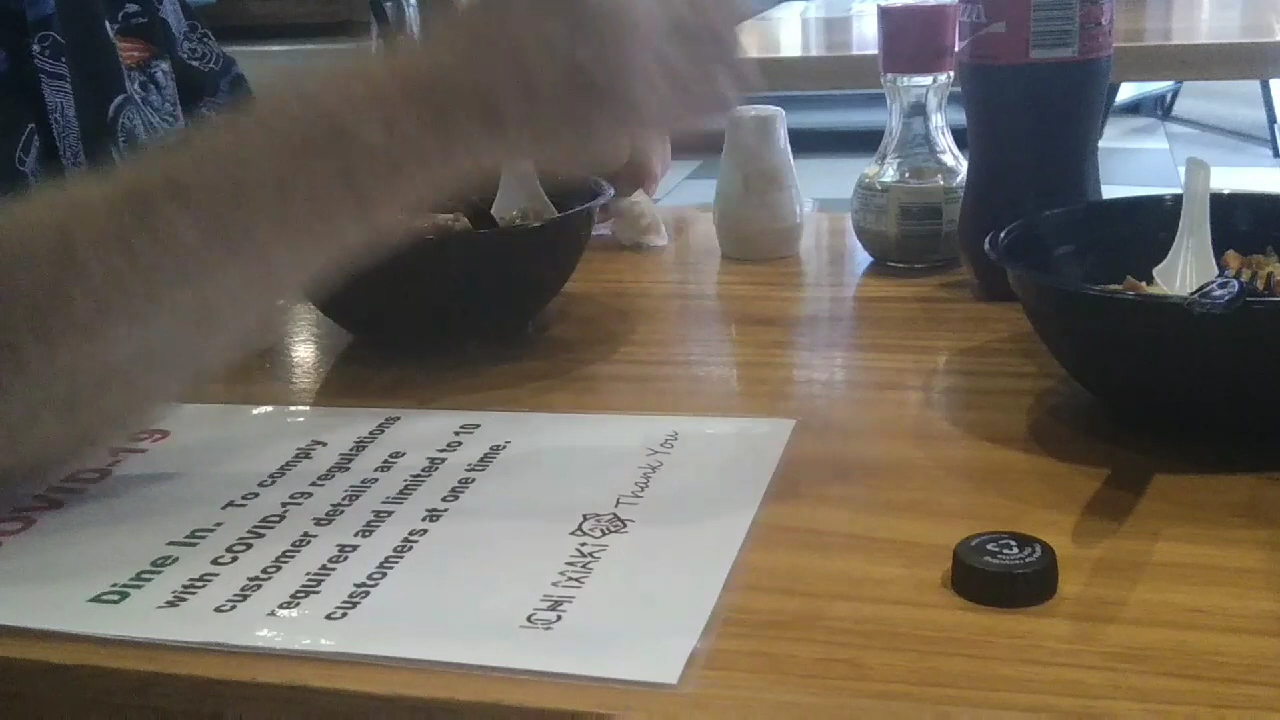 COVID-19
Dine In. To comply
with COVID-19 regulations
customer details are
required and limited to 10
customers at one time.
ICHI MAKI Thank You